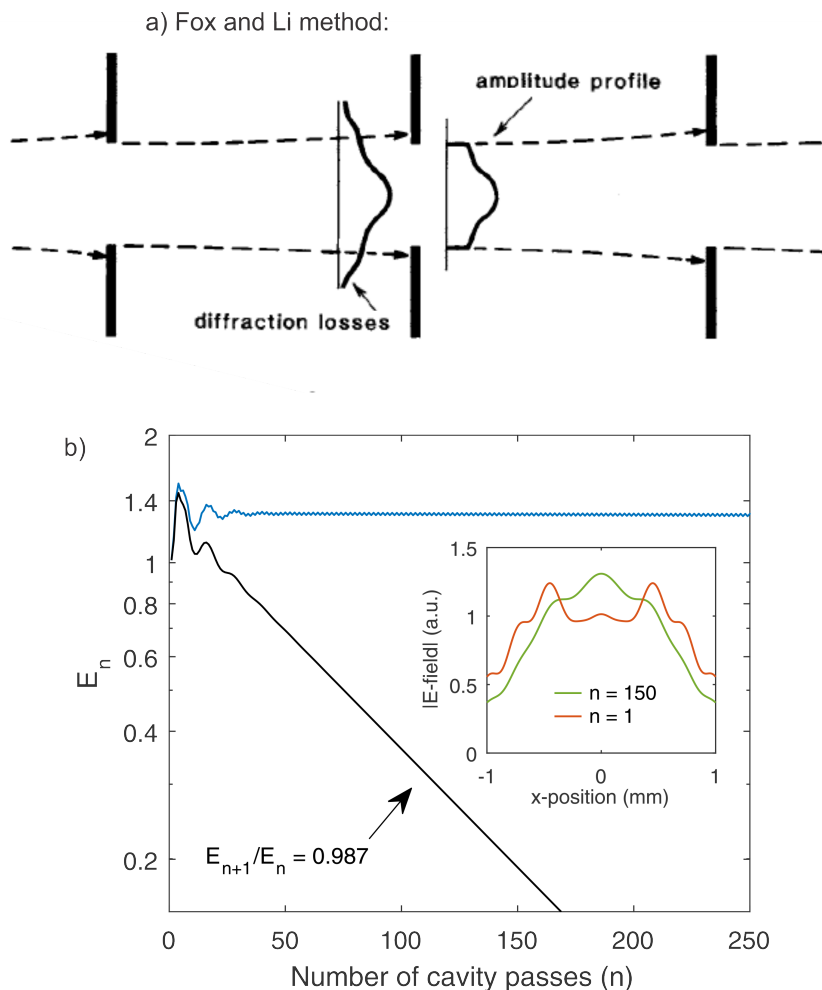 a) Fox and Li method:
amplitude profile
diffraction losses
b)
2
1.4
1
0.8
0.6
0.4
0.2
E_n
0
50
100
150
200
250
Number of cavity passes (n)
E_{n+1}/E_n = 0.987
1.5
1
0.5
0
|E-field| (a.u.)
n = 150
n = 1
-1
0
1
x-position (mm)